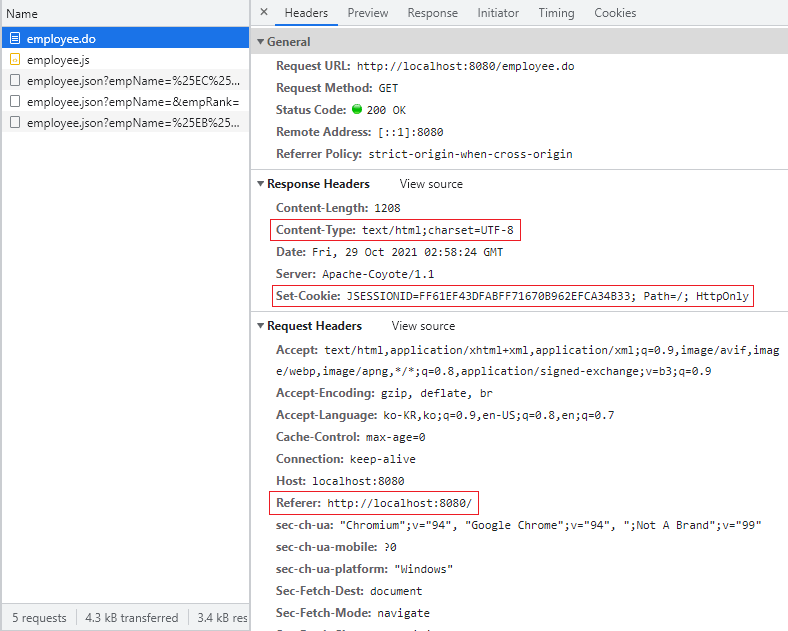 Name
employee.do
employee.js
employee.json?empName=%25EC%25...
employee.json?empName=&empRank=
employee.json?empName=%25EB%25...
5 requests 4.3 kB transferred 3.4 kB res
× Headers Preview Response Initiator Timing Cookies
▼ General
Request URL: http://localhost:8080/employee.do
Request Method: GET
Status Code: 200 OK
Remote Address: [::1]:8080
Referrer Policy: strict-origin-when-cross-origin
▼ Response Headers View source
Content-Length: 1208
Content-Type: text/html;charset=UTF-8
Date: Fri, 29 Oct 2021 02:58:24 GMT
Server: Apache-Coyote/1.1
Set-Cookie: JSESSIONID=FF61EF43DFABFF71670B962EFCA34B33; Path=/; HttpOnly
▼ Request Headers View source
Accept: text/html,application/xhtml+xml,application/xml;q=0.9,image/avif,imag
e/webp,image/apng,*/*;q=0.8,application/signed-exchange;v=b3;q=0.9
Accept-Encoding: gzip, deflate, br
Accept-Language: ko-KR,ko;q=0.9,en-US;q=0.8,en;q=0.7
Cache-Control: max-age=0
Connection: keep-alive
Host: localhost:8080
Referer: http://localhost:8080/
sec-ch-ua: "Chromium";v="94", "Google Chrome";v="94", ";Not A Brand";v="99"
sec-ch-ua-mobile: ?0
sec-ch-ua-platform: "Windows"
Sec-Fetch-Dest: document
Sec-Fetch-Mode: navigate